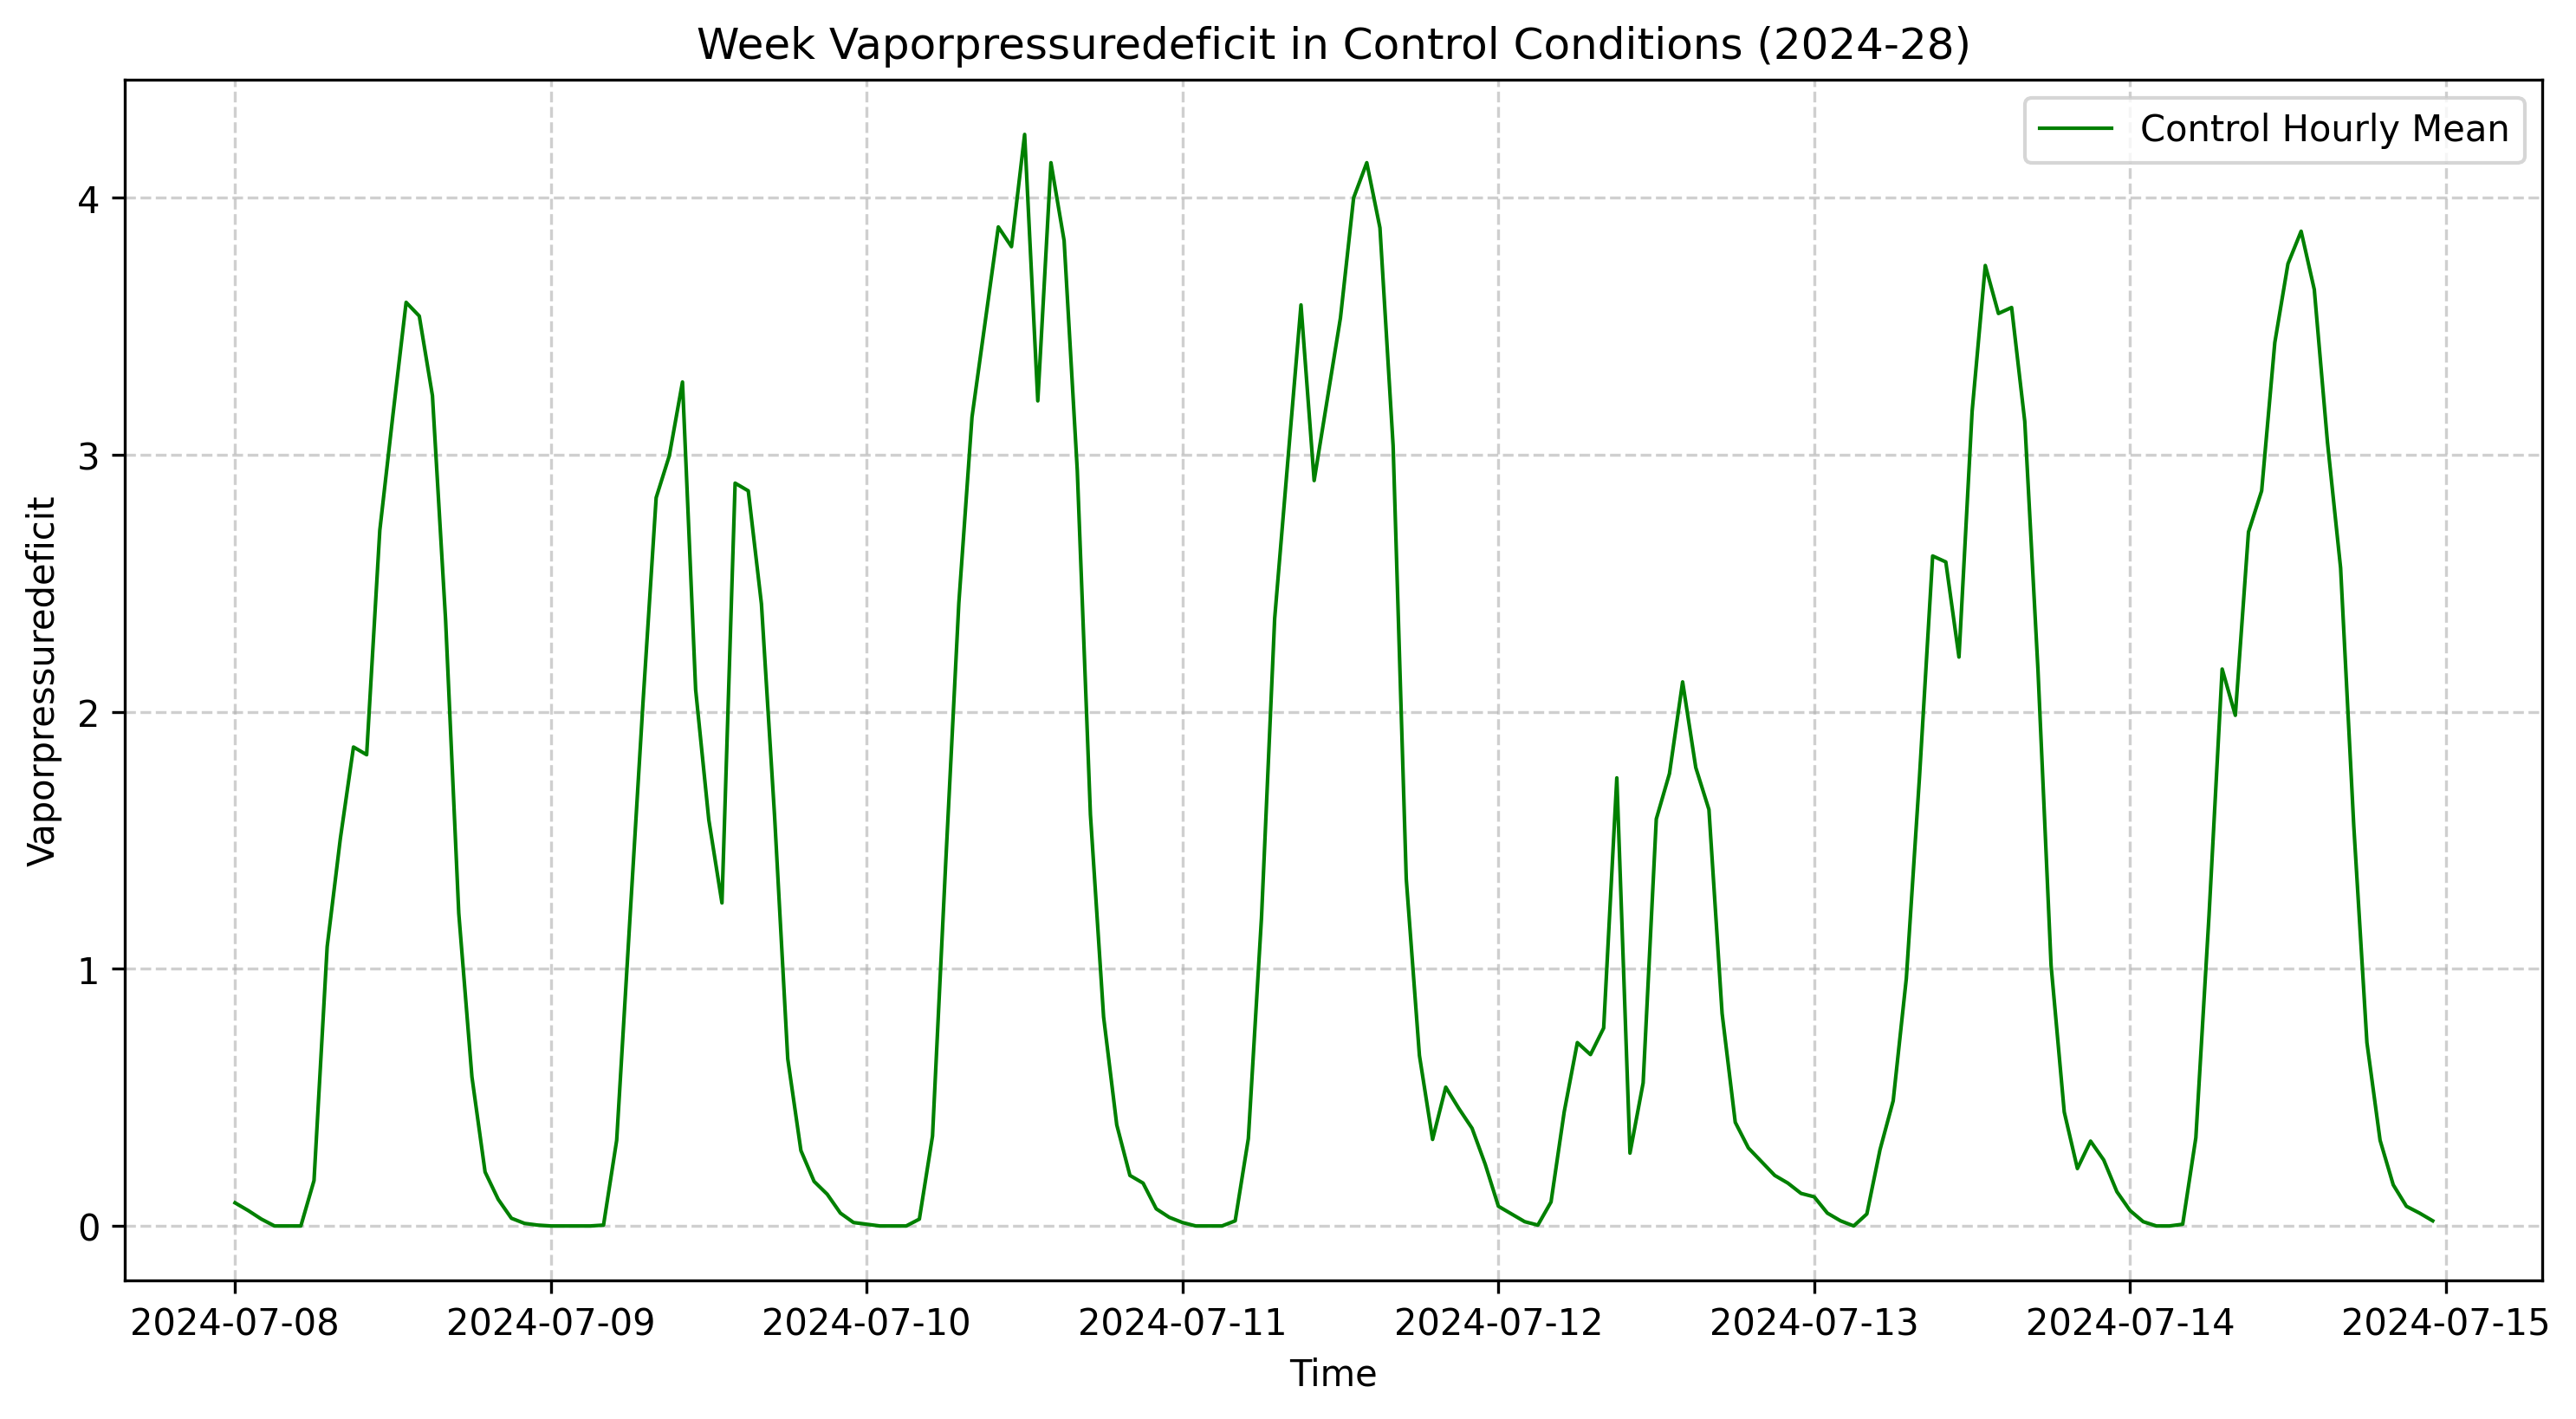 Week Vaporpressuredeficit in Control Conditions (2024-28)
Control Hourly Mean
Vaporpressuredeficit
4
3
2
1
0
2024-07-08 2024-07-09 2024-07-10 2024-07-11 2024-07-12 2024-07-13 2024-07-14 2024-07-15
Time